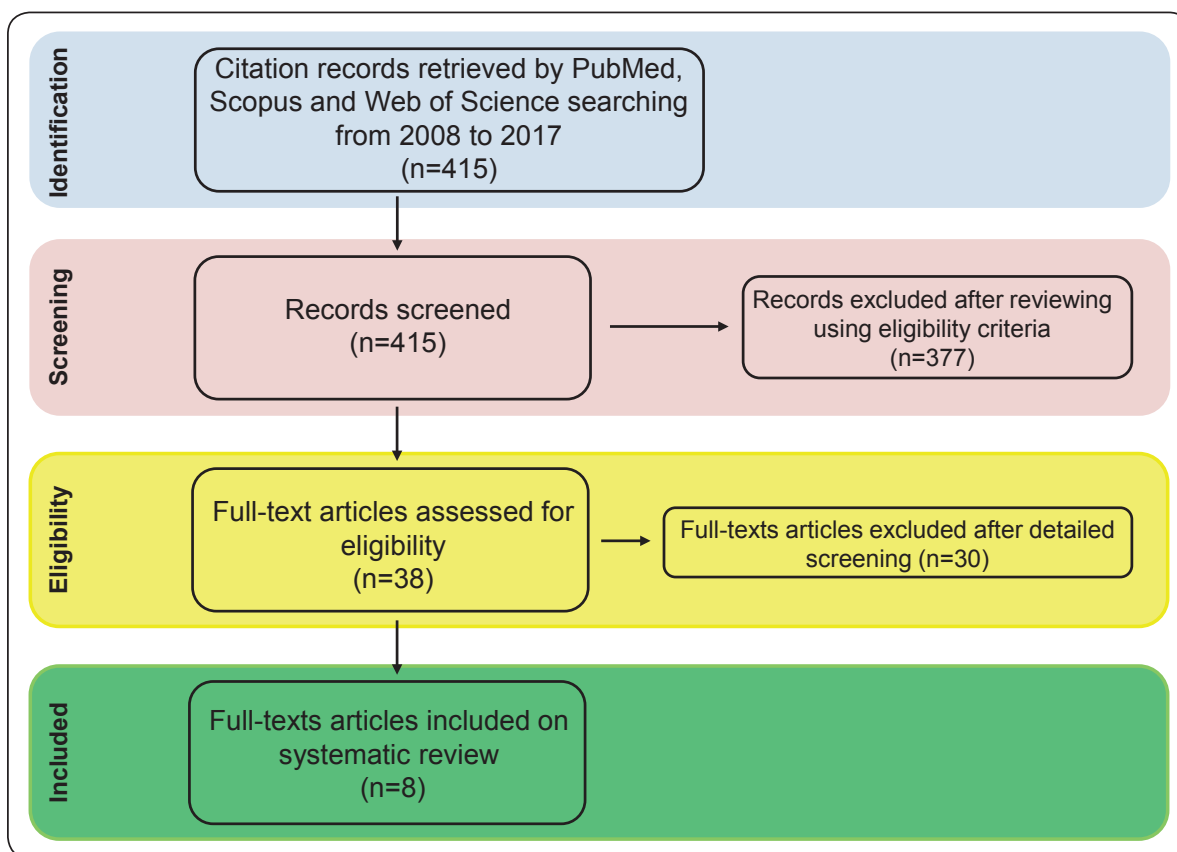 Identification
Citation records retrieved by PubMed,
Scopus and Web of Science searching
from 2008 to 2017
(n=415)
Screening
Records screened
(n=415)
Records excluded after reviewing
using eligibility criteria
(n=377)
Eligibility
Full-text articles assessed for
eligibility
(n=38)
Full-texts articles excluded after detailed
screening (n=30)
Included
Full-texts articles included on
systematic review
(n=8)